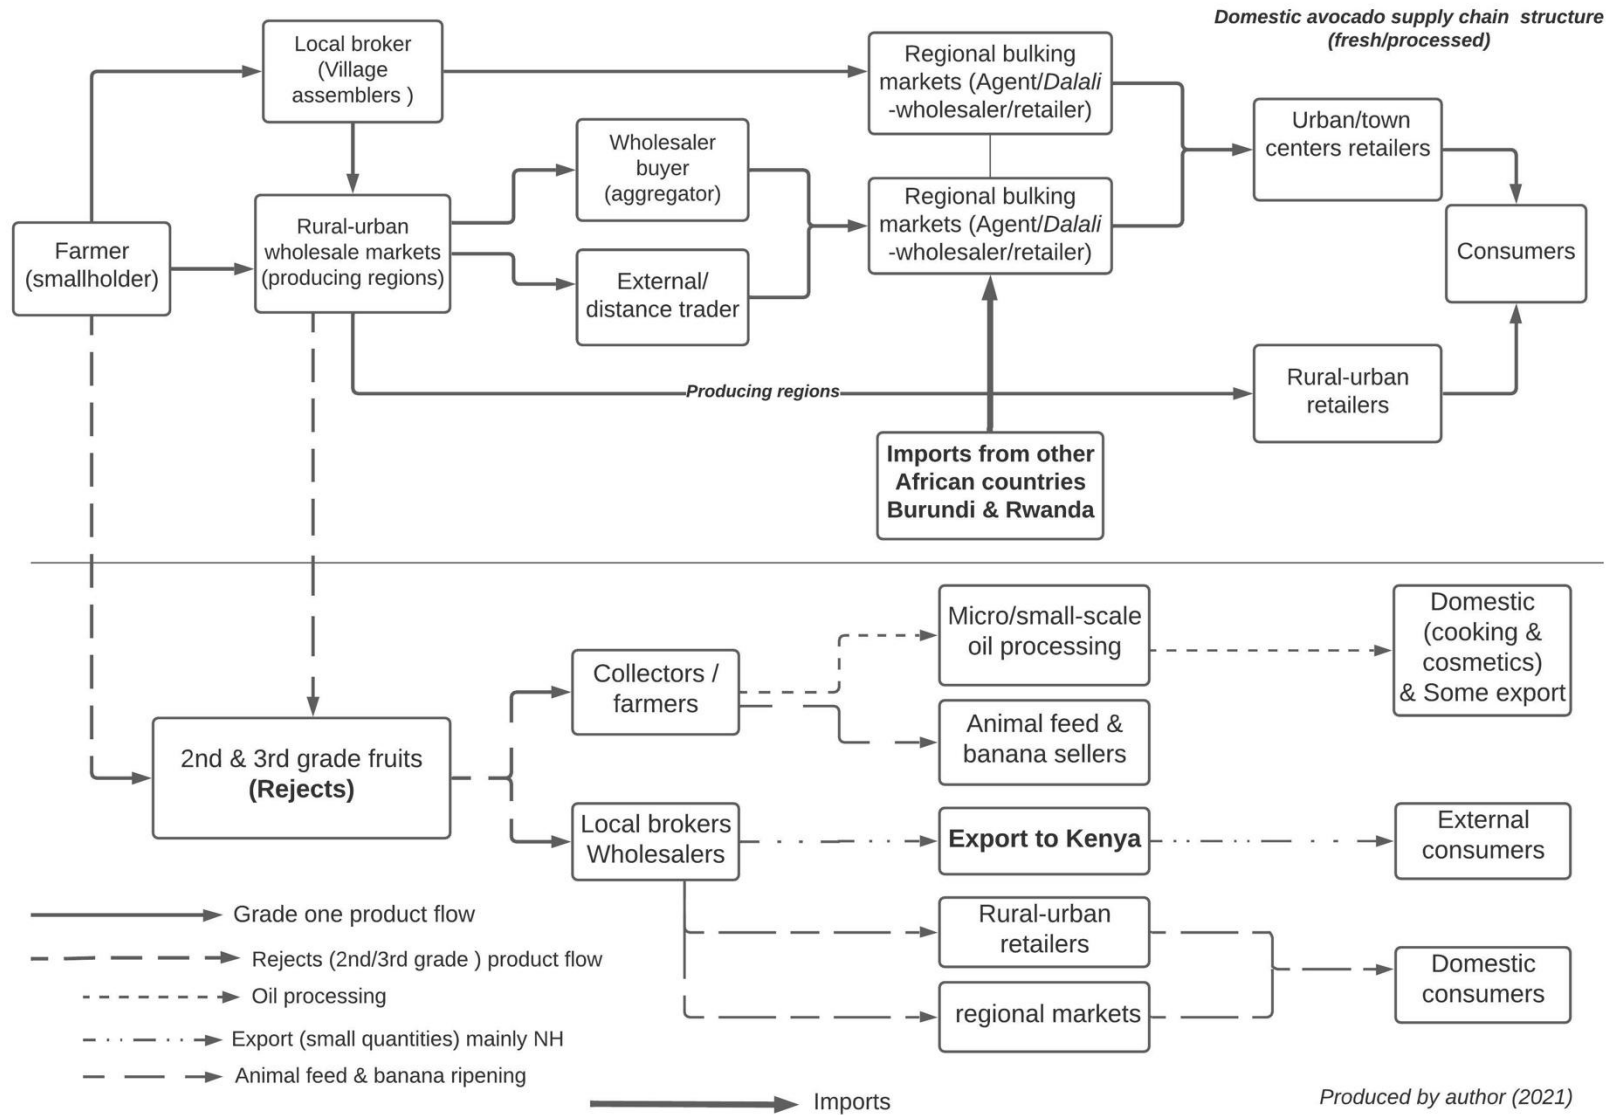 Domestic avocado supply chain structure
(fresh/processed)
Local broker
(Village
assemblers )
Regional bulking
markets (Agent/Dalali
-wholesaler/retailer)
Urban/town
centers retailers
Wholesaler
buyer
(aggregator)
Regional bulking
markets (Agent/Dalali
-wholesaler/retailer)
Farmer
(smallholder)
Rural-urban
wholesale markets
(producing regions)
Consumers
External/
distance trader
Producing regions
Rural-urban
retailers
Imports from other
African countries
Burundi & Rwanda
Micro/small-scale
oil processing
Domestic
(cooking &
cosmetics)
& Some export
Collectors /
farmers
Animal feed &
banana sellers
2nd & 3rd grade fruits
(Rejects)
Local brokers
Wholesalers
Export to Kenya
External
consumers
Rural-urban
retailers
regional markets
Domestic
consumers
Grade one product flow
Rejects (2nd/3rd grade ) product flow
Oil processing
Export (small quantities) mainly NH
Animal feed & banana ripening
Imports
Produced by author (2021)